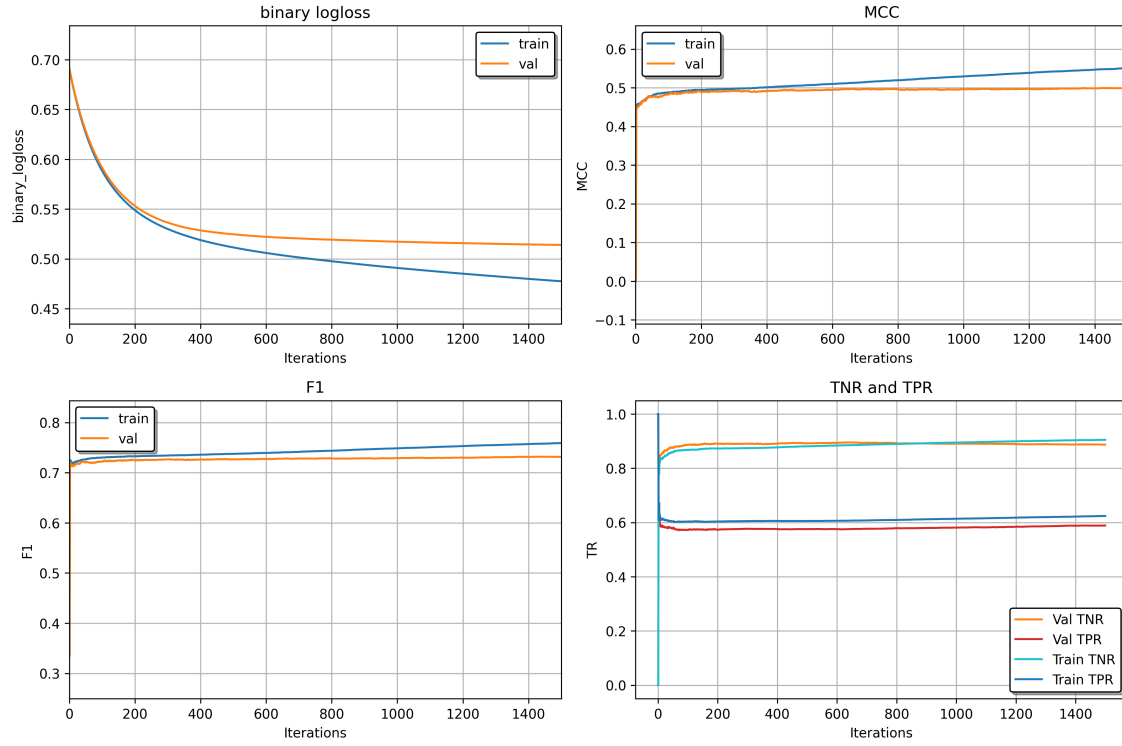 binary logloss
train
val
0.70
0.65
0.60
0.55
0.50
0.45
binary_logloss
0 200 400 600 800 1000 1200 1400
Iterations
MCC
train
val
0.6
0.5
0.4
0.3
0.2
0.1
0.0
−0.1
MCC
0 200 400 600 800 1000 1200 1400
Iterations
F1
train
val
0.8
0.7
0.6
0.5
0.4
0.3
F1
0 200 400 600 800 1000 1200 1400
Iterations
TNR and TPR
1.0
0.8
0.6
0.4
0.2
0.0
TR
Val TNR
Val TPR
Train TNR
Train TPR
0 200 400 600 800 1000 1200 1400
Iterations